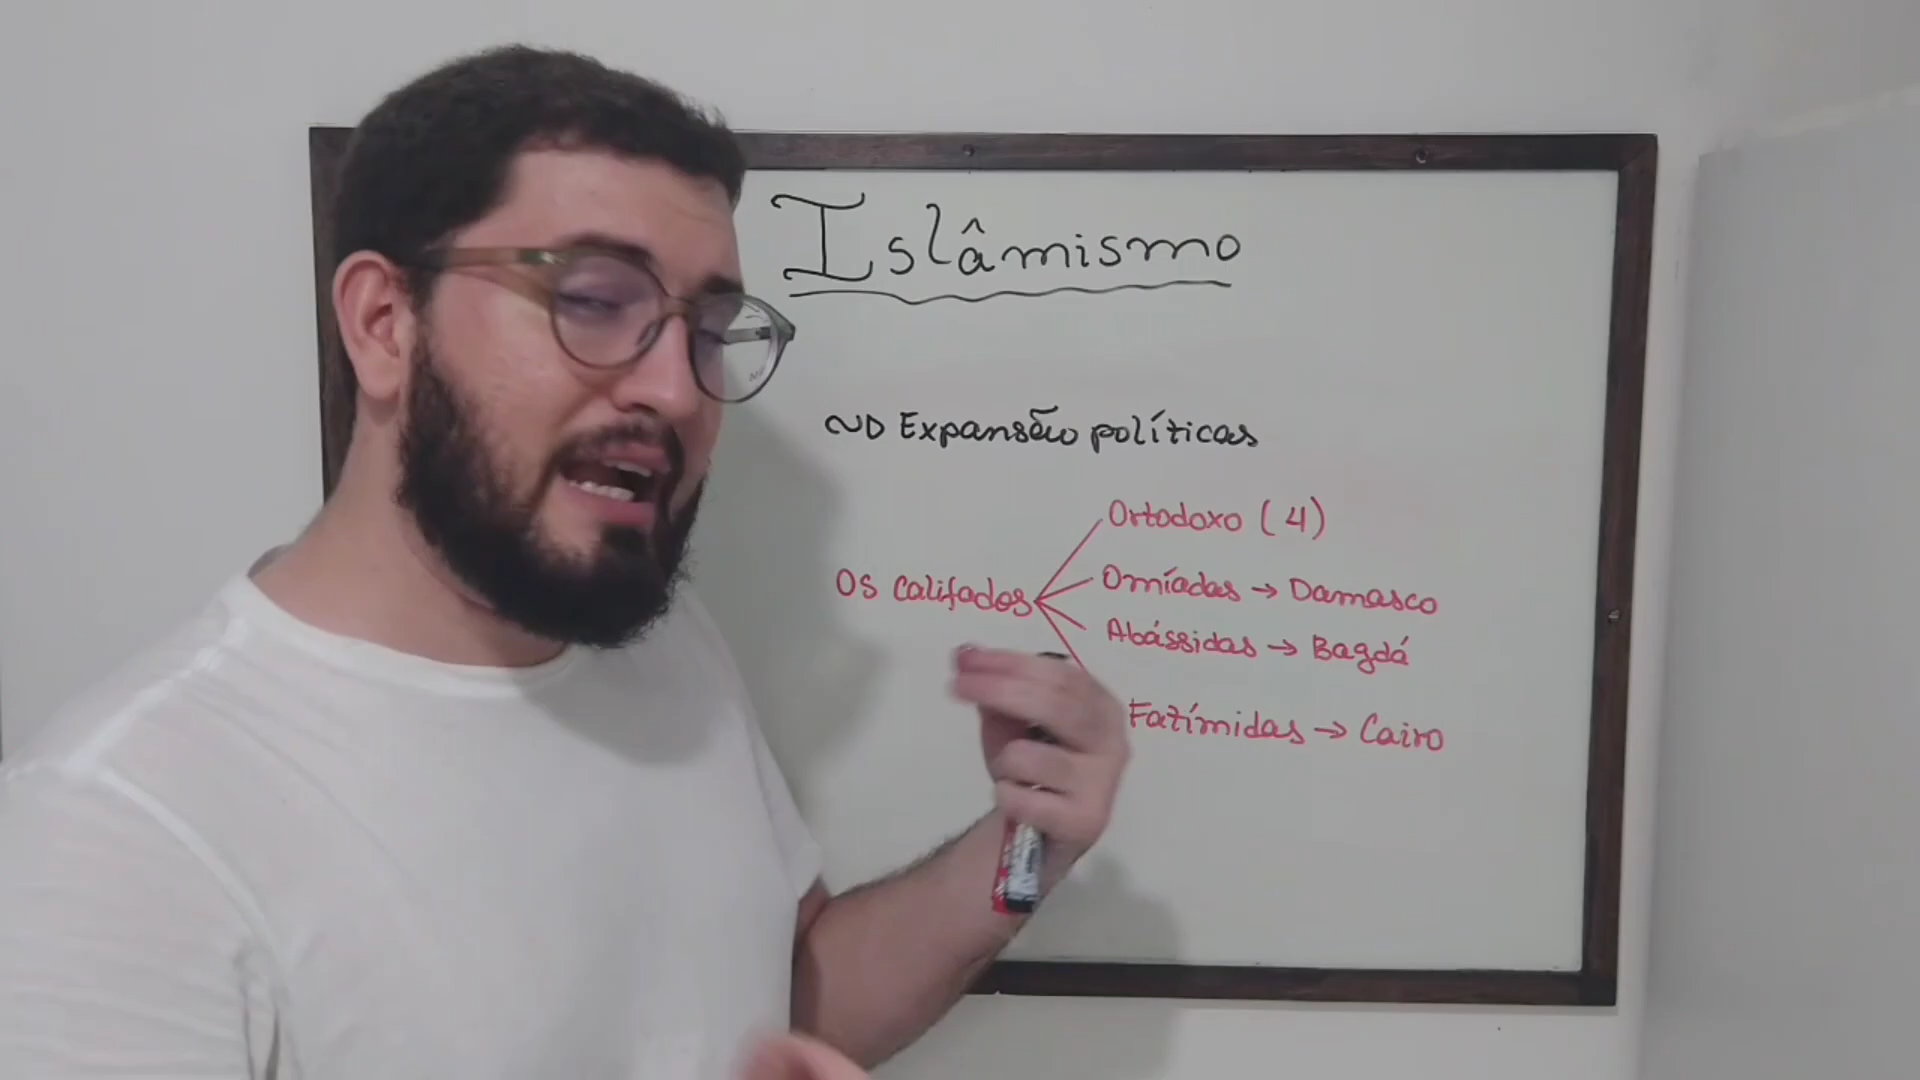 Islâmismo
Expansão políticas
Os Califados
Ortodoxo (4)
Omíadas → Damasco
Abássidas → Bagdá
Fatímidas → Cairo